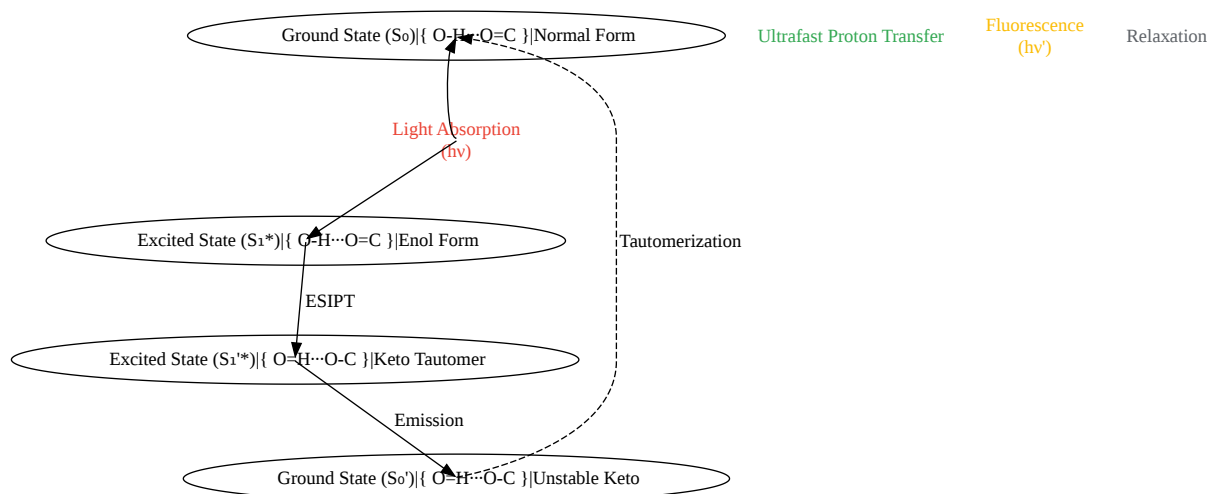 Ground State (S₀)|{ O-H···O=C }|Normal Form
Ultrafast Proton Transfer
Fluorescence
(hν')
Relaxation
Light Absorption
(hν)
Excited State (S₁*)|{ O-H···O=C }|Enol Form
Tautomerization
ESIPT
Excited State (S₁'*)|{ O=H···O-C }|Keto Tautomer
Emission
Ground State (S₀')|{ O=H···O-C }|Unstable Keto